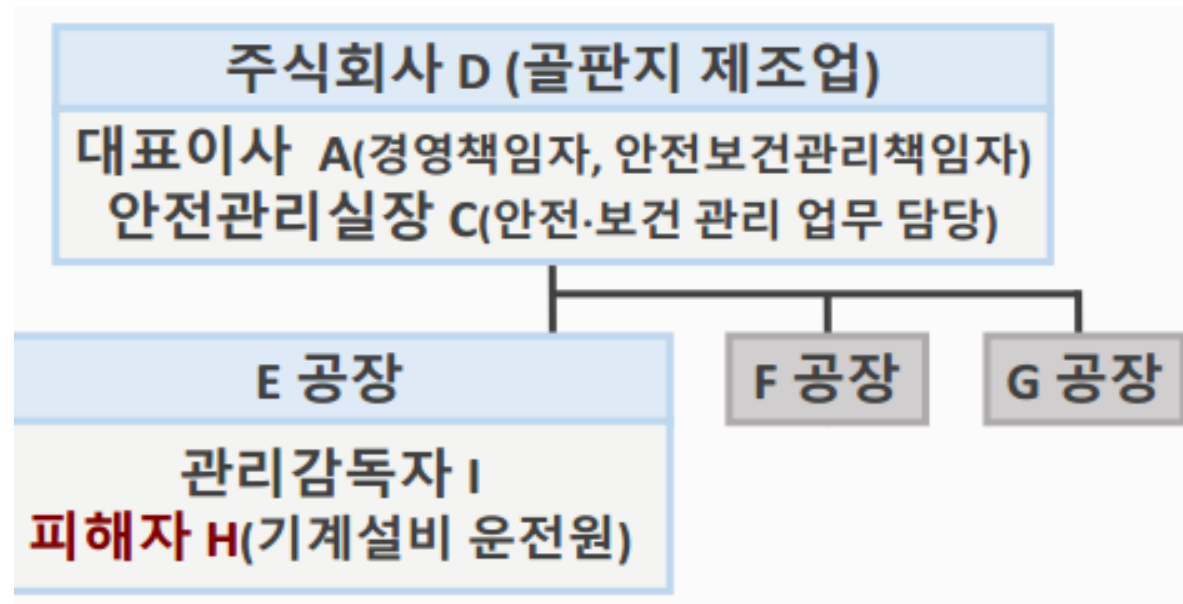 주식회사 D (골판지 제조업)
대표이사 A(경영책임자, 안전보건관리책임자)
안전관리실장 C(안전·보건 관리 업무 담당)
E 공장
F 공장
G 공장
관리감독자 I
피해자 H(기계설비 운전원)